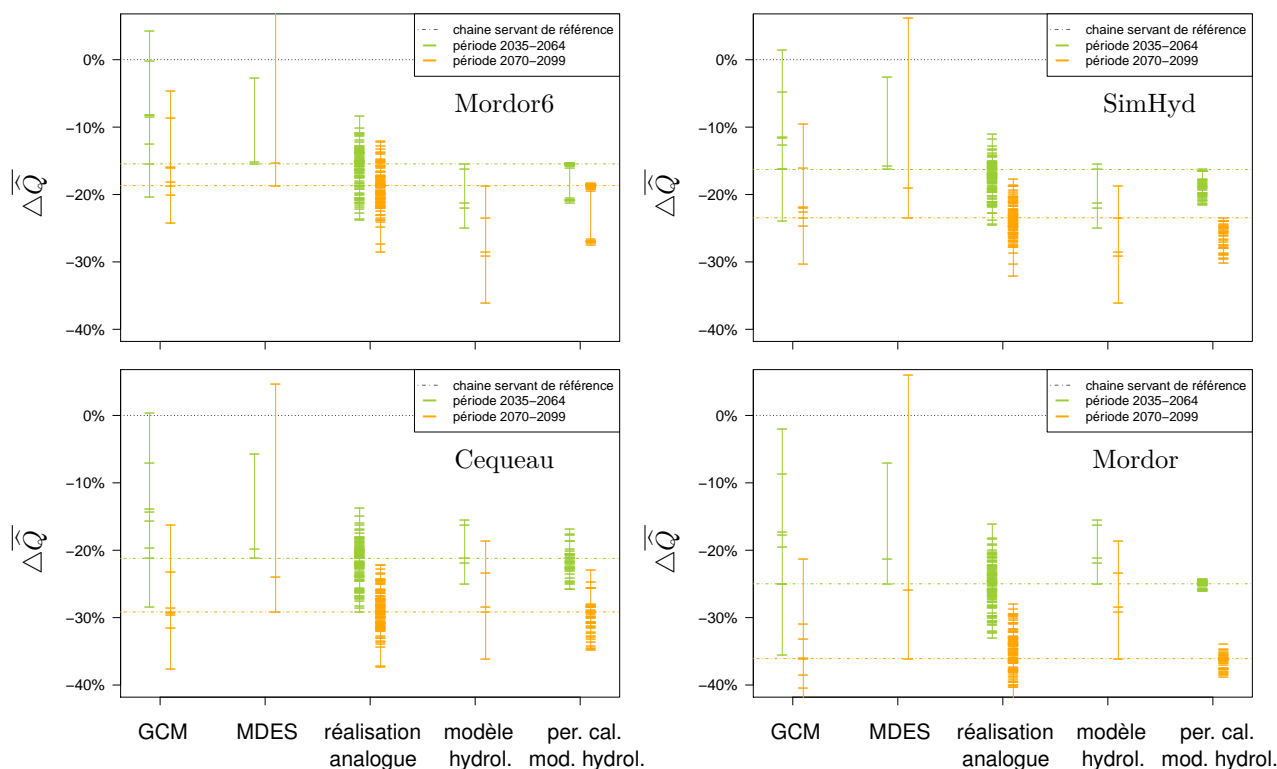 chaine servant de référence
période 2035−2064
période 2070−2099
Mordor6
0%
−10%
−20%
−30%
−40%
△Q̂
chaine servant de référence
période 2035−2064
période 2070−2099
SimHyd
0%
−10%
−20%
−30%
−40%
△Q̂
chaine servant de référence
période 2035−2064
période 2070−2099
Cequeau
0%
−10%
−20%
−30%
−40%
△Q̂
GCM MDES réalisation modèle per. cal.
analogue hydrol. mod. hydrol.
chaine servant de référence
période 2035−2064
période 2070−2099
Mordor
0%
−10%
−20%
−30%
−40%
△Q̂
GCM MDES réalisation modèle per. cal.
analogue hydrol. mod. hydrol.